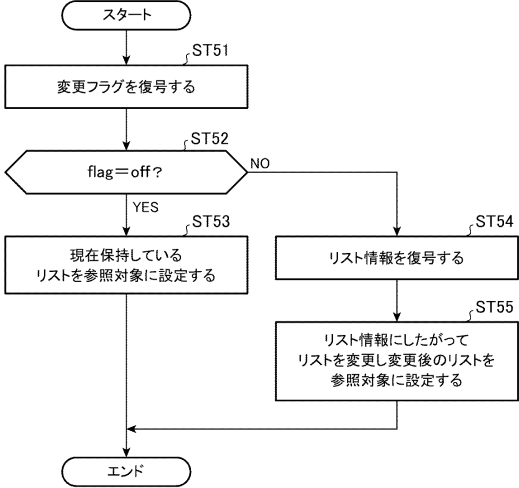 スタート
ST51
変更フラグを復号する
ST52
flag=off?
NO
YES
ST53
現在保持している
リストを参照対象に設定する
ST54
リスト情報を復号する
ST55
リスト情報にしたがって
リストを変更し変更後のリストを
参照対象に設定する
エンド